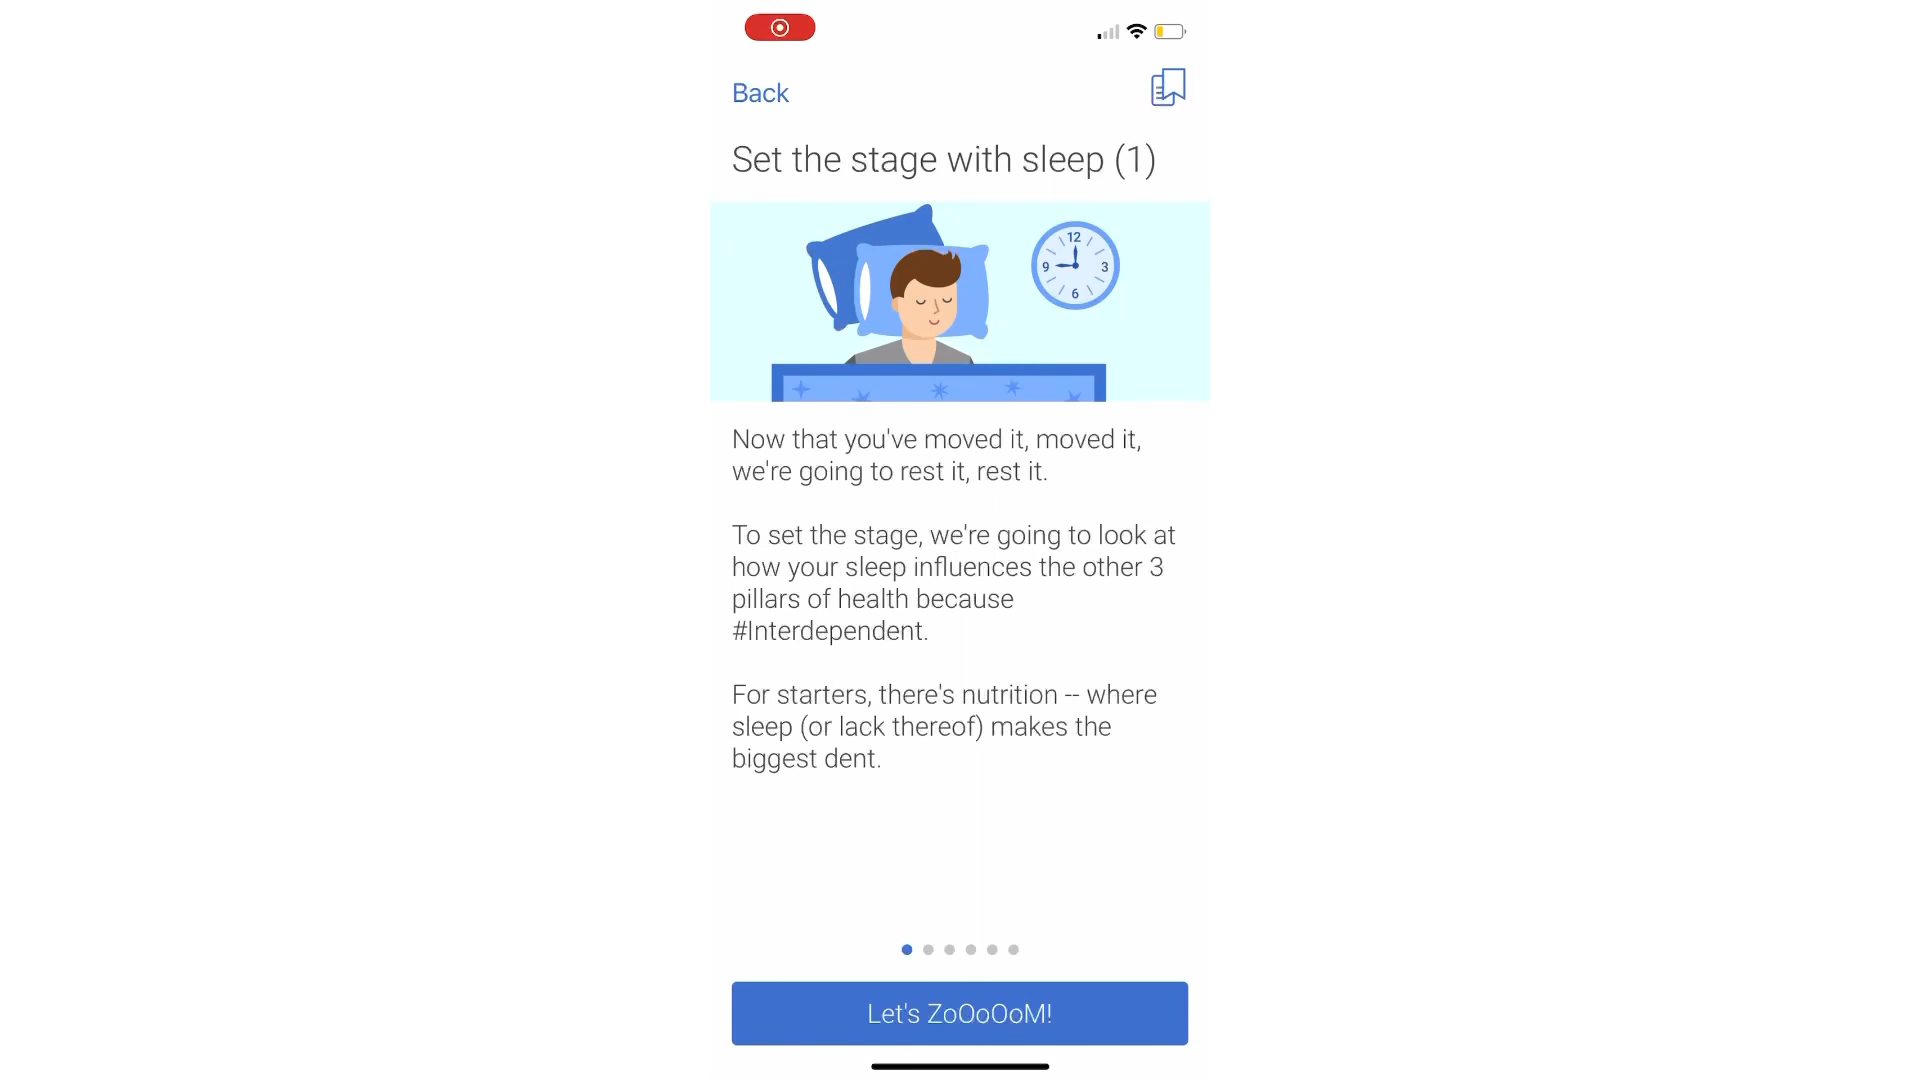 Back
Set the stage with sleep (1)
12
9
3
6
Now that you've moved it, moved it,
we're going to rest it, rest it.
To set the stage, we're going to look at
how your sleep influences the other 3
pillars of health because
#Interdependent.
For starters, there's nutrition -- where
sleep (or lack thereof) makes the
biggest dent.
Let's ZoOoOoM!